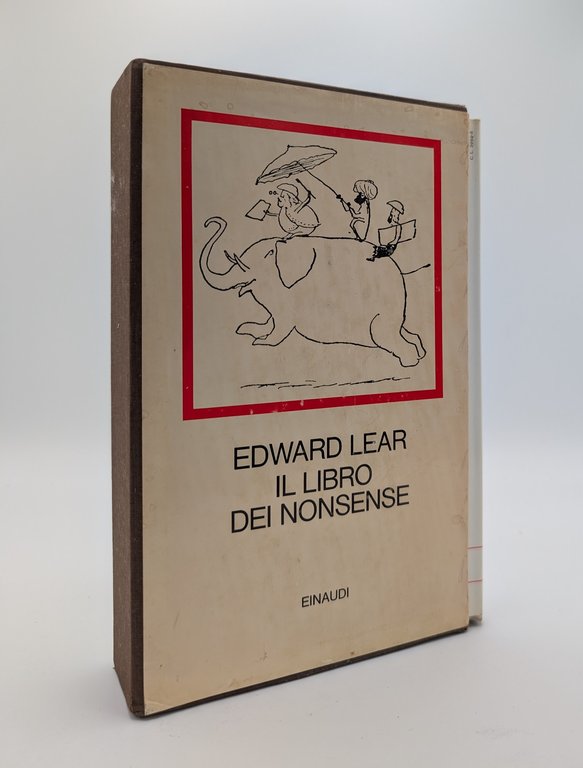 EDWARD LEAR
IL LIBRO
DEI NONSENSE
EINAUDI